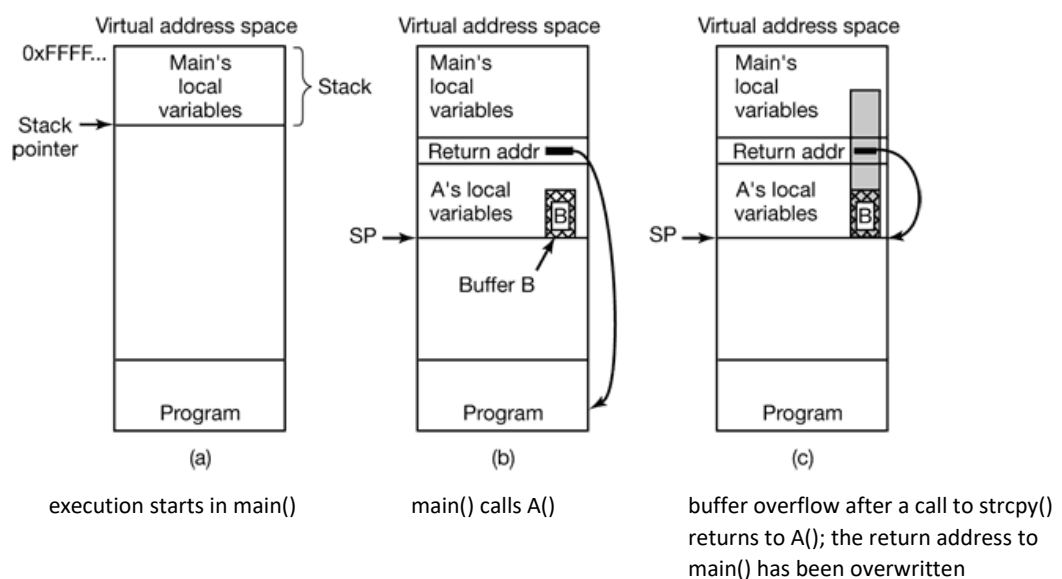 Virtual address space
0xFFFF...
Main's
local
variables
Stack
Stack
pointer
Program
(a)
execution starts in main()
Virtual address space
Main's
local
variables
Return addr
A's local
variables
B
SP
Buffer B
Program
(b)
main() calls A()
Virtual address space
Main's
local
variables
Return addr
A's local
variables
B
SP
Program
(c)
buffer overflow after a call to strcpy()
returns to A(); the return address to
main() has been overwritten